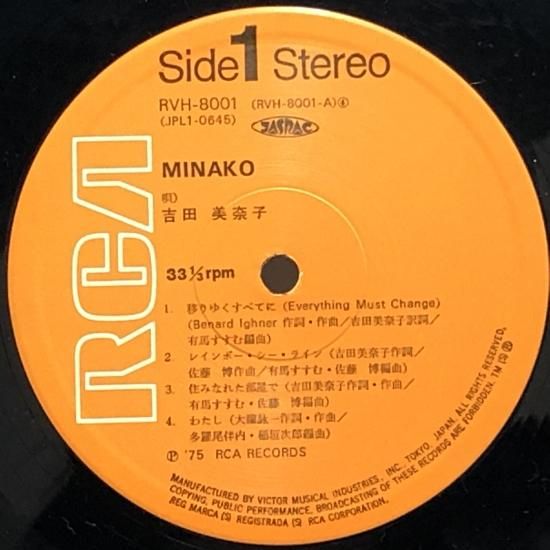 Side 1 Stereo
RVH-8001 (RVH-8001-A)④
(JPL1-0645)
JASRAC
MINAKO
唄)
吉田 美奈子
33⅓rpm
RCA
1. 移りゆくすべてに (Everything Must Change)
(Benard Ighner 作詞・作曲/吉田美奈子訳詞/
有馬すすむ編曲)
2. レインボー・シー・ライン (吉田美奈子作詞/
佐藤 博作曲/有馬すすむ・佐藤 博編曲)
3. 住みなれた部屋で (吉田美奈子作詞・作曲/
有馬すすむ・佐藤 博編曲)
4. わたし (大瀧詠一作詞・作曲/
多羅尾伴内・稲垣次郎編曲)
Ⓟ '75 RCA RECORDS
MANUFACTURED BY VICTOR MUSICAL INDUSTRIES, INC., TOKYO, JAPAN. ALL RIGHTS RESERVED.
COPYING, PUBLIC PERFORMANCE, BROADCASTING OF THESE RECORDS ARE FORBIDDEN. TM (S) Ⓡ
REG MARCA (S) REGISTRADA (S) RCA CORPORATION.